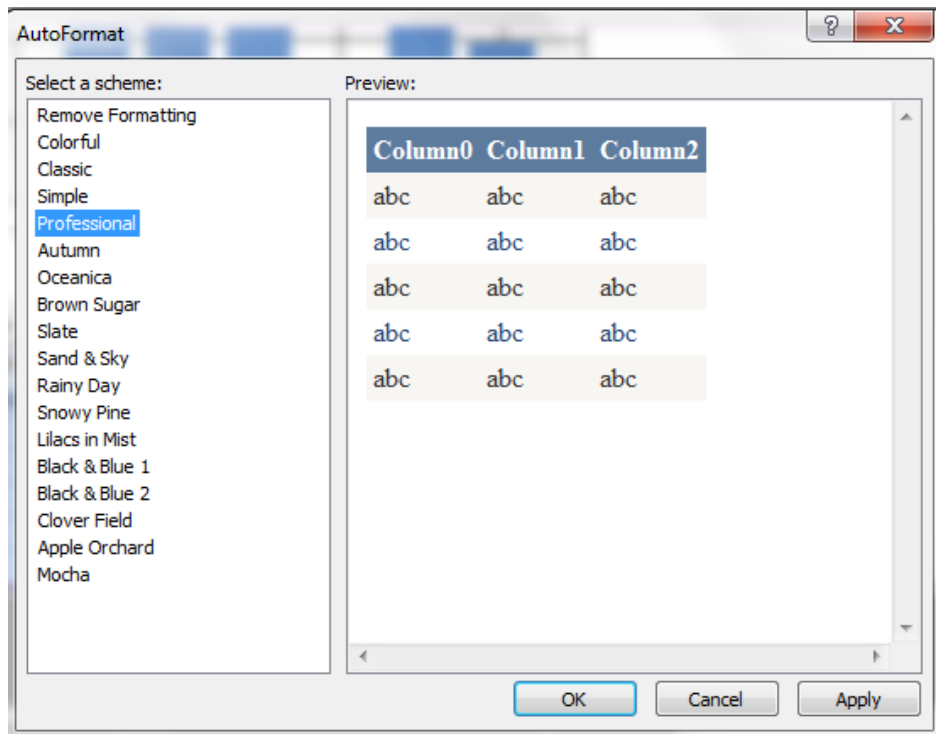 AutoFormat
Select a scheme:
Remove Formatting
Colorful
Classic
Simple
Professional
Autumn
Oceanica
Brown Sugar
Slate
Sand & Sky
Rainy Day
Snowy Pine
Lilacs in Mist
Black & Blue 1
Black & Blue 2
Clover Field
Apple Orchard
Mocha
Preview:
Column0 Column1 Column2
abc abc abc
abc abc abc
abc abc abc
abc abc abc
abc abc abc
OK Cancel Apply